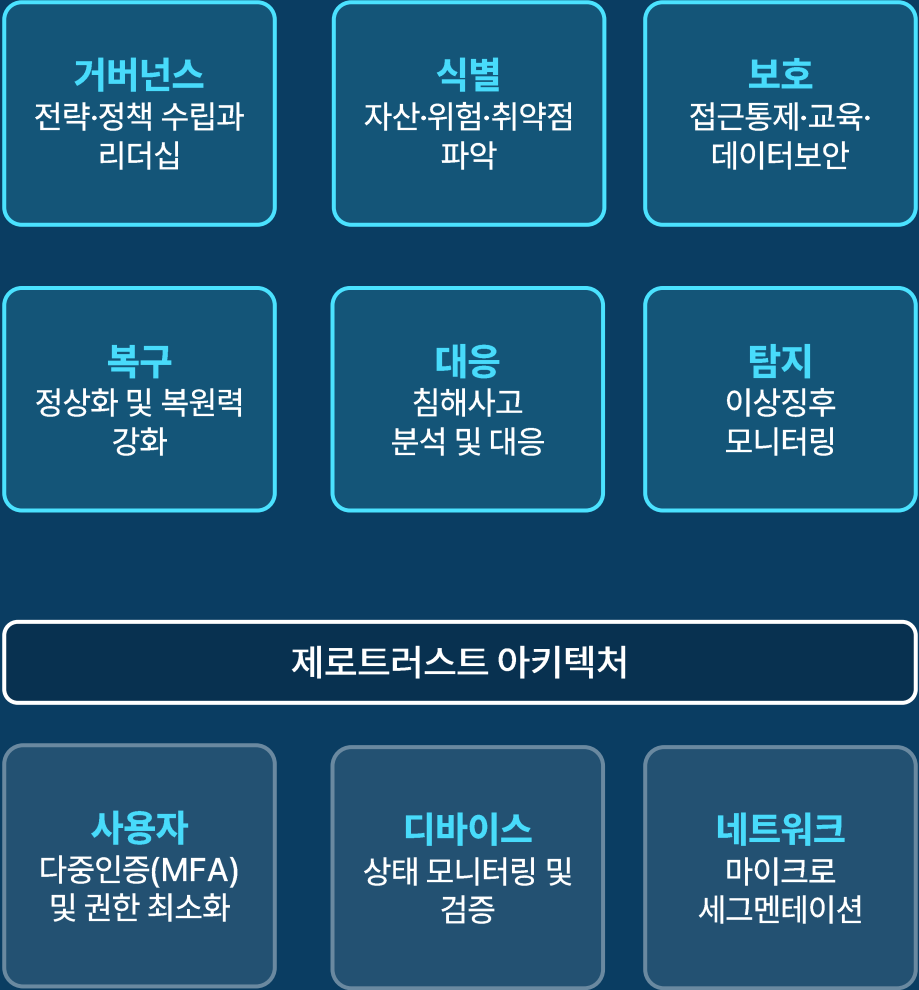 거버넌스
전략·정책 수립과
리더십
식별
자산·위험·취약점
파악
보호
접근통제·교육·
데이터보안
복구
정상화 및 복원력
강화
대응
침해사고
분석 및 대응
탐지
이상징후
모니터링
제로트러스트 아키텍처
사용자
다중인증(MFA)
및 권한 최소화
디바이스
상태 모니터링 및
검증
네트워크
마이크로
세그멘테이션